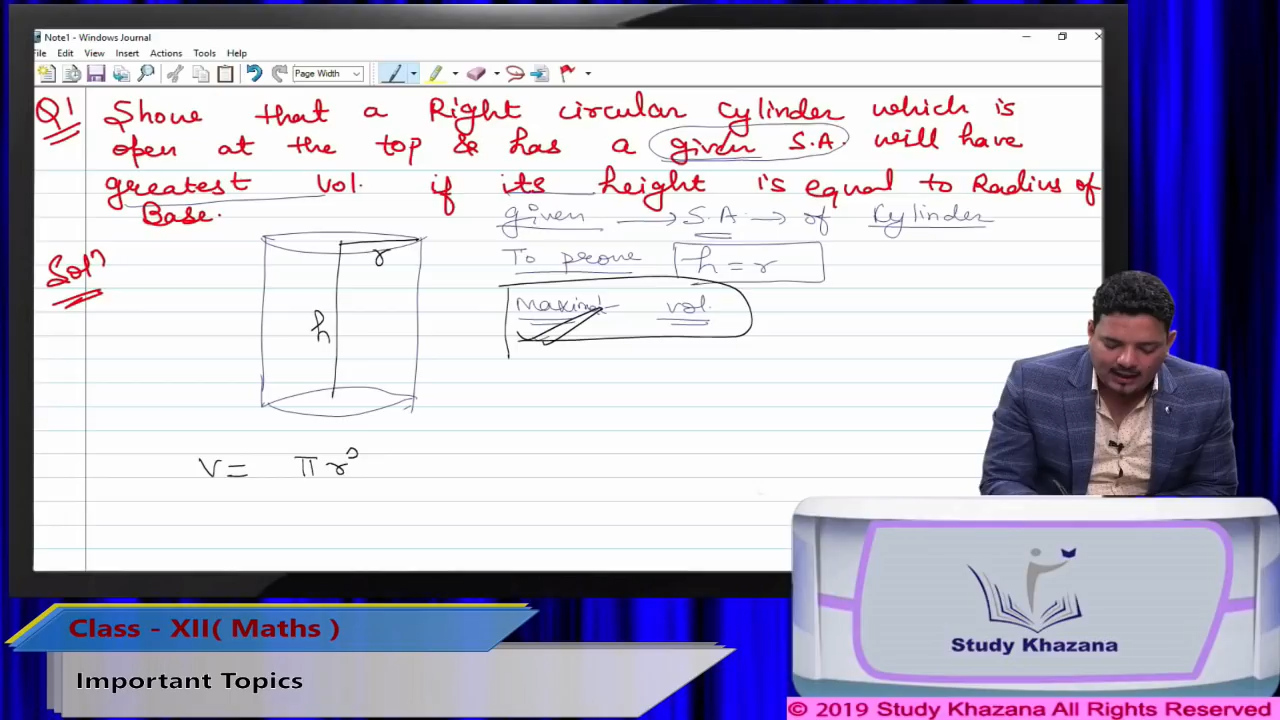 Note1 - Windows Journal
File Edit View Insert Actions Tools Help
Page Width
Q1 Show that a Right circular cylinder which is
open at the top & has a given S.A. will have
greatest vol. if its height is equal to Radius of
Base.
given → S.A. → of cylinder
Solⁿ
To prove h = r
r
vol.
h
V = πr²
Class - XII( Maths )
Important Topics
Study Khazana
© 2019 Study Khazana All Rights Reserved